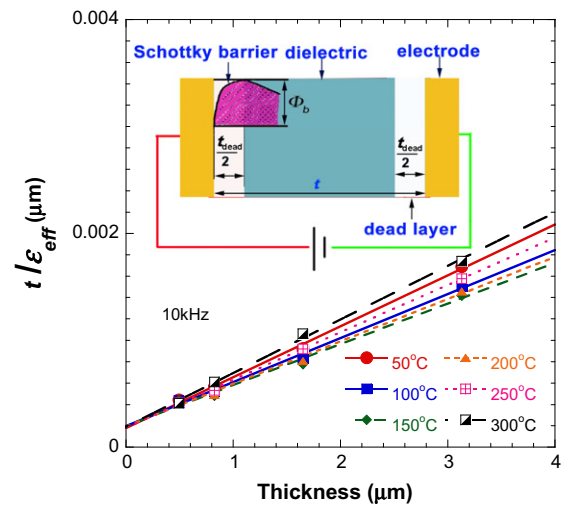 0.004
Schottky barrier dielectric electrode
Φb
tdead
2
tdead
2
t
dead layer
0.002
t /εeff (μm)
10kHz
50°C
200°C
100°C
250°C
150°C
300°C
0
0
1
2
3
4
Thickness (μm)